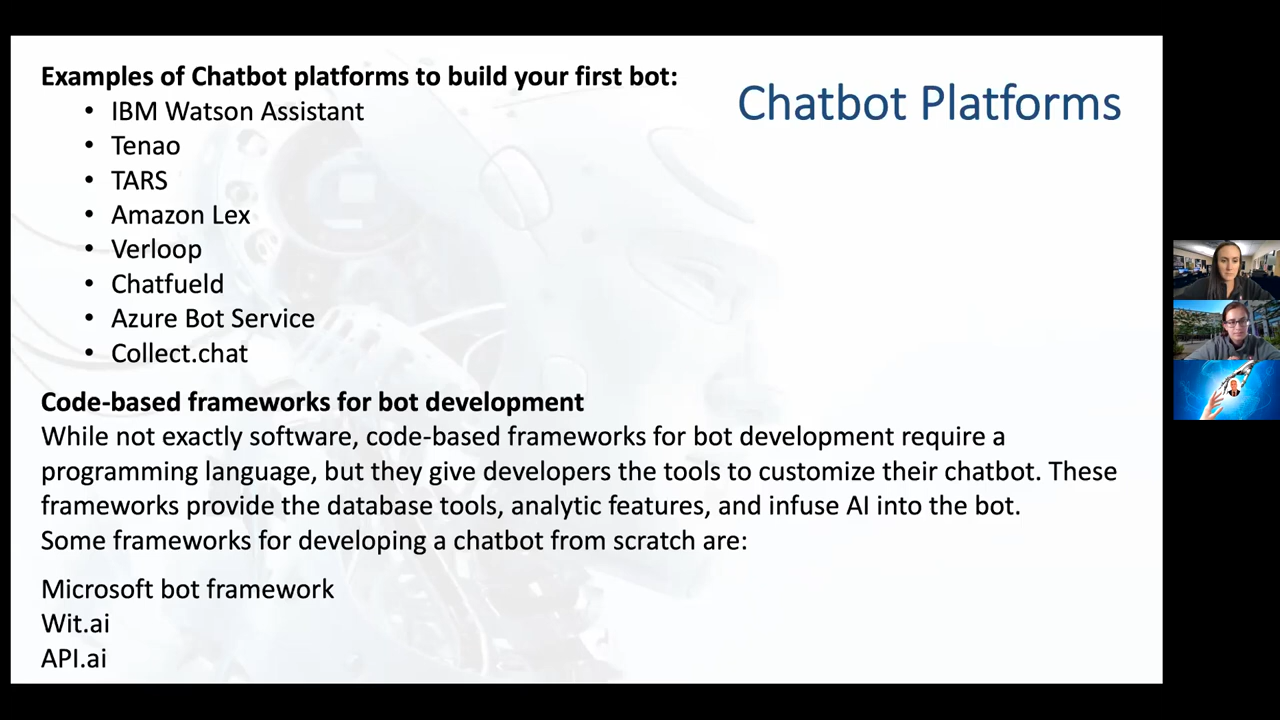 Chatbot Platforms
Examples of Chatbot platforms to build your first bot:
• IBM Watson Assistant
• Tenao
• TARS
• Amazon Lex
• Verloop
• Chatfueld
• Azure Bot Service
• Collect.chat
Code-based frameworks for bot development
While not exactly software, code-based frameworks for bot development require a
programming language, but they give developers the tools to customize their chatbot. These
frameworks provide the database tools, analytic features, and infuse AI into the bot.
Some frameworks for developing a chatbot from scratch are:
Microsoft bot framework
Wit.ai
API.ai